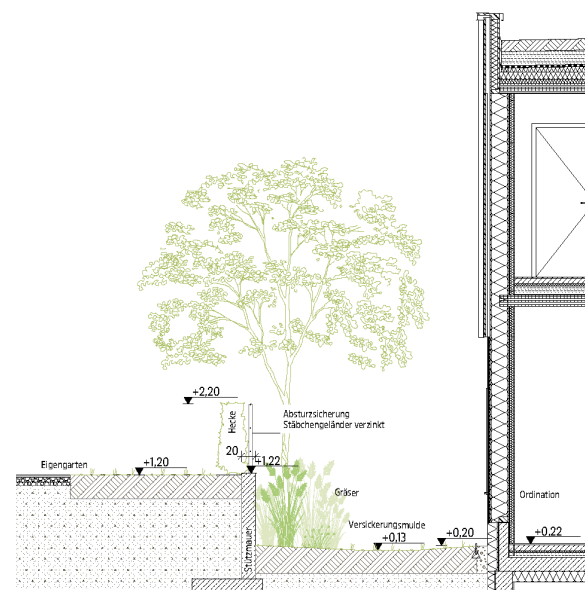 +2,20
Hecke
Absturzsicherung
Stäbchengeländer verzinkt
20
Eigengarten
+1,20
+1,22
Gräser
Ordination
Versickerungsmulde
+0,13
+0,20
+0,22
Stützmauer